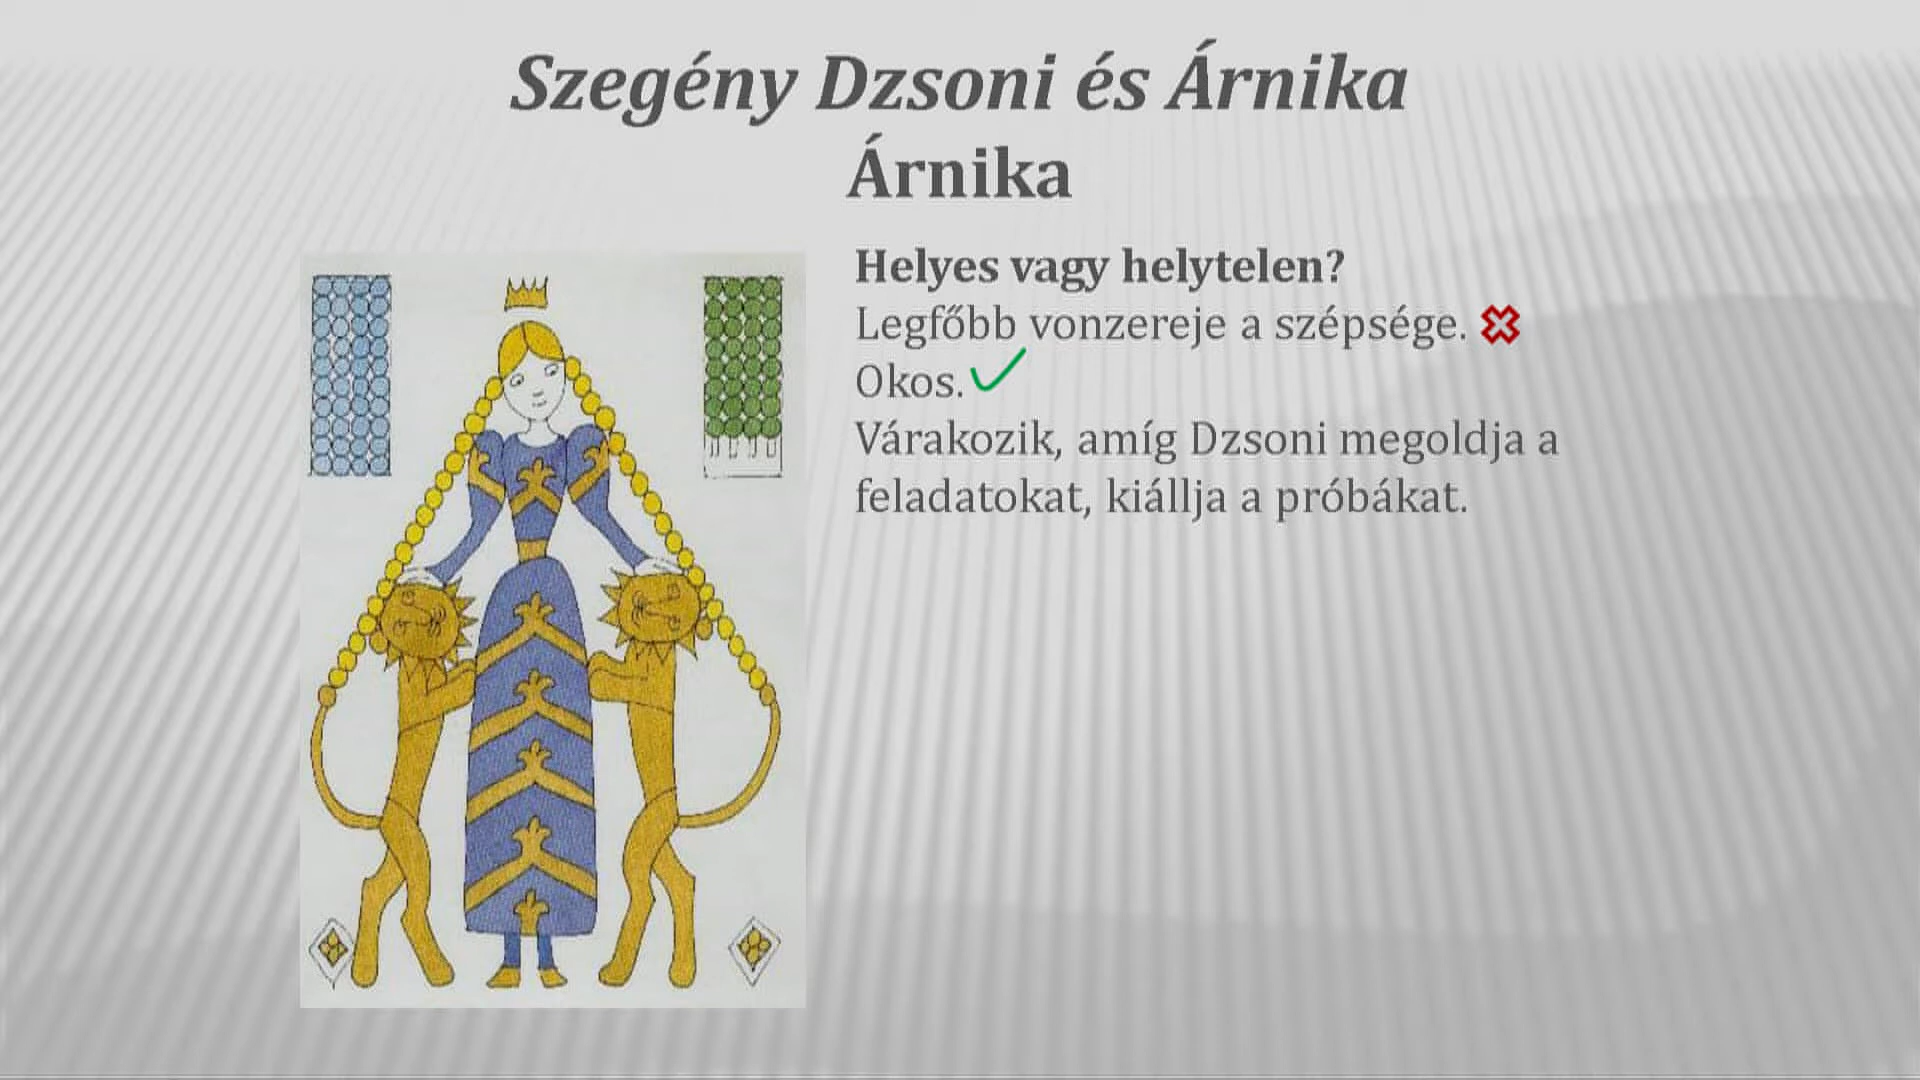 Szegény Dzsoni és Árnika
Árnika
Helyes vagy helytelen?
Legfőbb vonzereje a szépsége.
Okos.
Várakozik, amíg Dzsoni megoldja a
feladatokat, kiállja a próbákat.